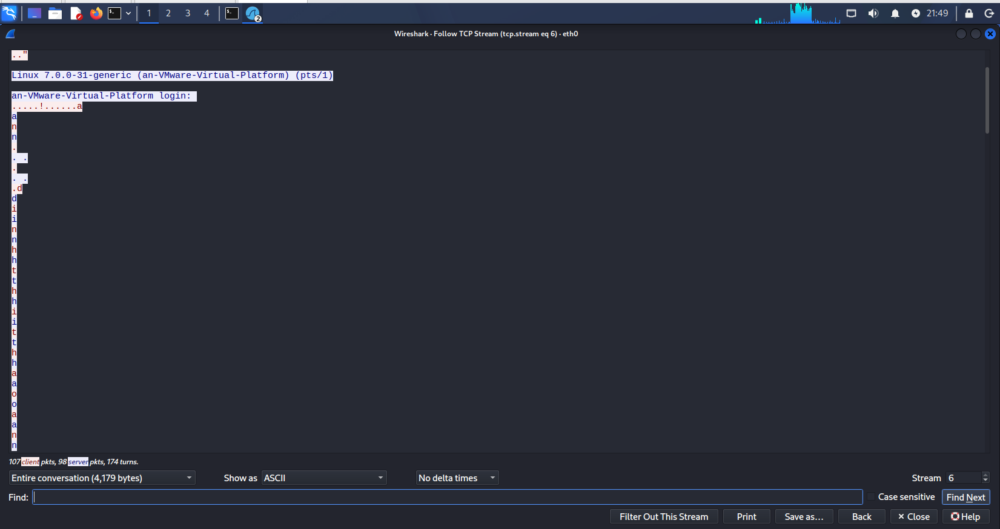 1 2 3 4 2 21:49
Wireshark · Follow TCP Stream (tcp.stream eq 6) · eth0
.."
Linux 7.0.0-31-generic (an-VMware-Virtual-Platform) (pts/1)
an-VMware-Virtual-Platform login:
.....!......a
a
n
n
.
. .
.
. .
.d
d
i
i
n
n
h
h
t
t
h
h
i
i
t
t
h
h
a
a
o
o
a
a
n
n
107 client pkts, 98 server pkts, 174 turns.
Entire conversation (4,179 bytes) Show as ASCII No delta times Stream 6
Find: Case sensitive Find Next
Filter Out This Stream Print Save as… Back × Close Help